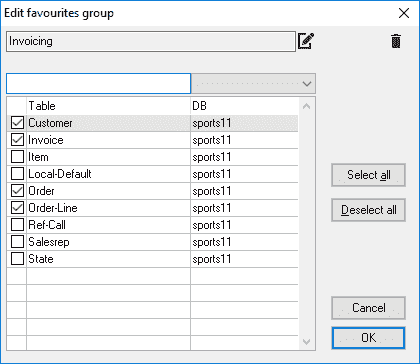 Edit favourites group
Invoicing
Table DB
Customer sports11
Invoice sports11
Item sports11
Local-Default sports11
Order sports11
Order-Line sports11
Ref-Call sports11
Salesrep sports11
State sports11
Select all
Deselect all
Cancel
OK